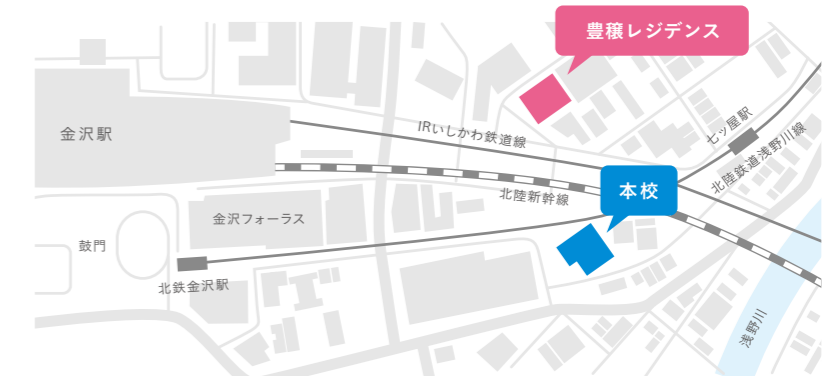 豊穣レジデンス
金沢駅
IRいしかわ鉄道線
七ッ屋駅
北陸鉄道浅野川線
本校
北陸新幹線
金沢フォーラス
鼓門
北鉄金沢駅
浅野川